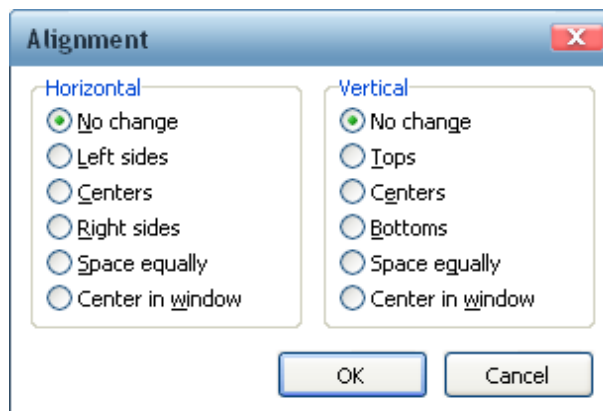 Alignment
Horizontal
No change
Left sides
Centers
Right sides
Space equally
Center in window
Vertical
No change
Tops
Centers
Bottoms
Space equally
Center in window
OK
Cancel